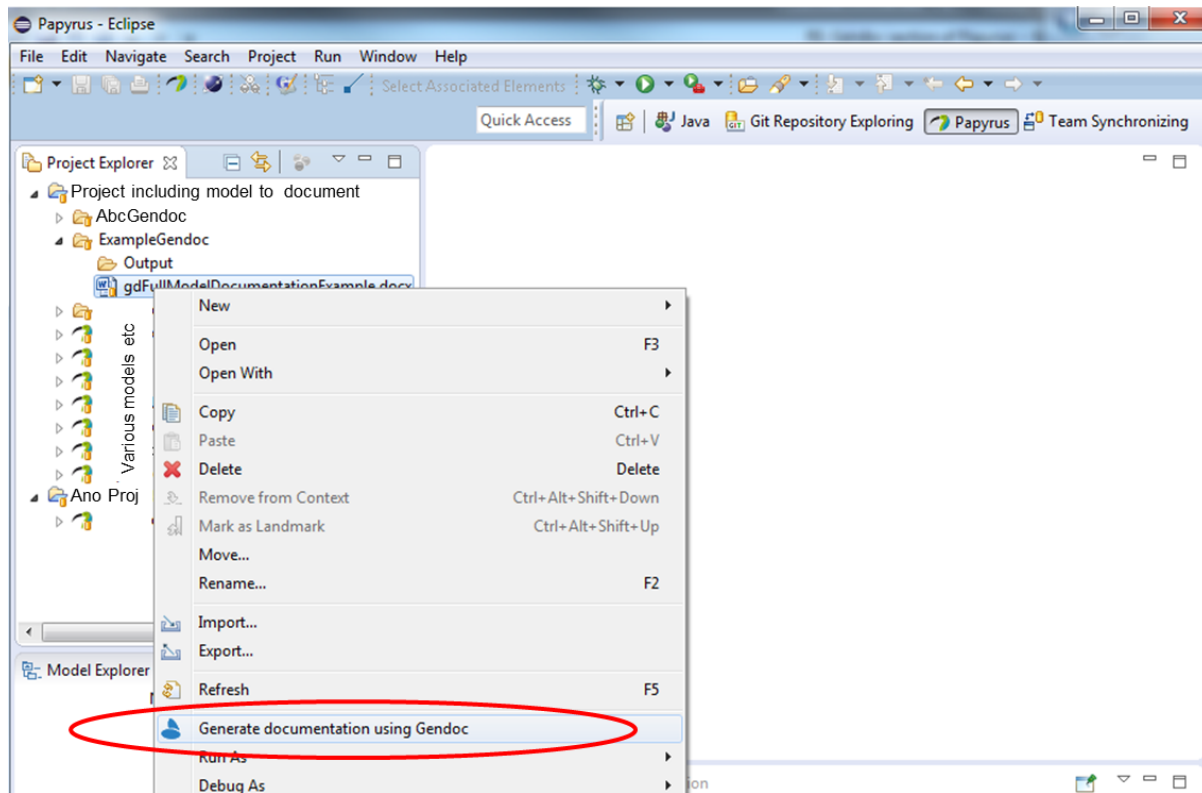 Papyrus - Eclipse
File Edit Navigate Search Project Run Window Help
Select Associated Elements
Quick Access Java Git Repository Exploring Papyrus Team Synchronizing
Project Explorer
Project including model to document
AbcGendoc
ExampleGendoc
Output
gdFullModelDocumentationExample.docx
Various models etc
Ano Proj
New
Open F3
Open With
Copy Ctrl+C
Paste Ctrl+V
Delete Delete
Remove from Context Ctrl+Alt+Shift+Down
Mark as Landmark Ctrl+Alt+Shift+Up
Move...
Rename... F2
Import...
Export...
Model Explorer
Refresh F5
Generate documentation using Gendoc
Run As
Debug As
ion